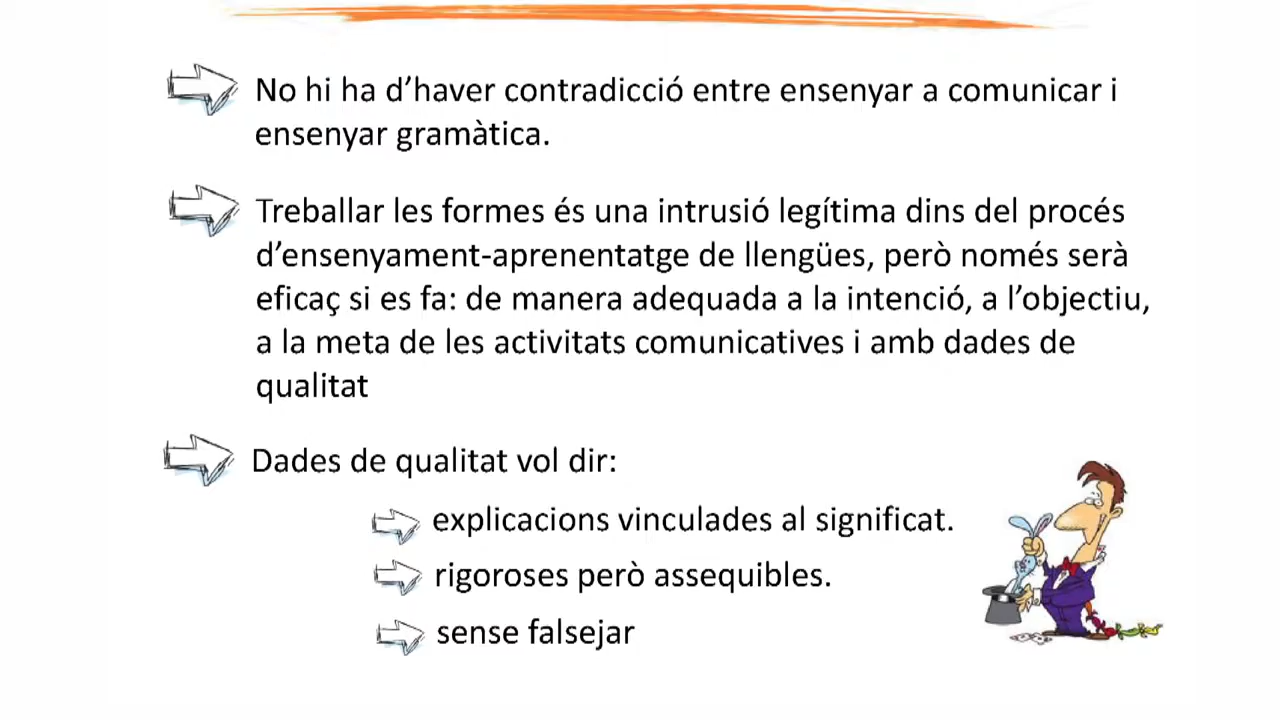 No hi ha d’haver contradicció entre ensenyar a comunicar i
ensenyar gramàtica.
Treballar les formes és una intrusió legítima dins del procés
d’ensenyament-aprenentatge de llengües, però només serà
eficaç si es fa: de manera adequada a la intenció, a l’objectiu,
a la meta de les activitats comunicatives i amb dades de
qualitat
Dades de qualitat vol dir:
explicacions vinculades al significat.
rigoroses però assequibles.
sense falsejar